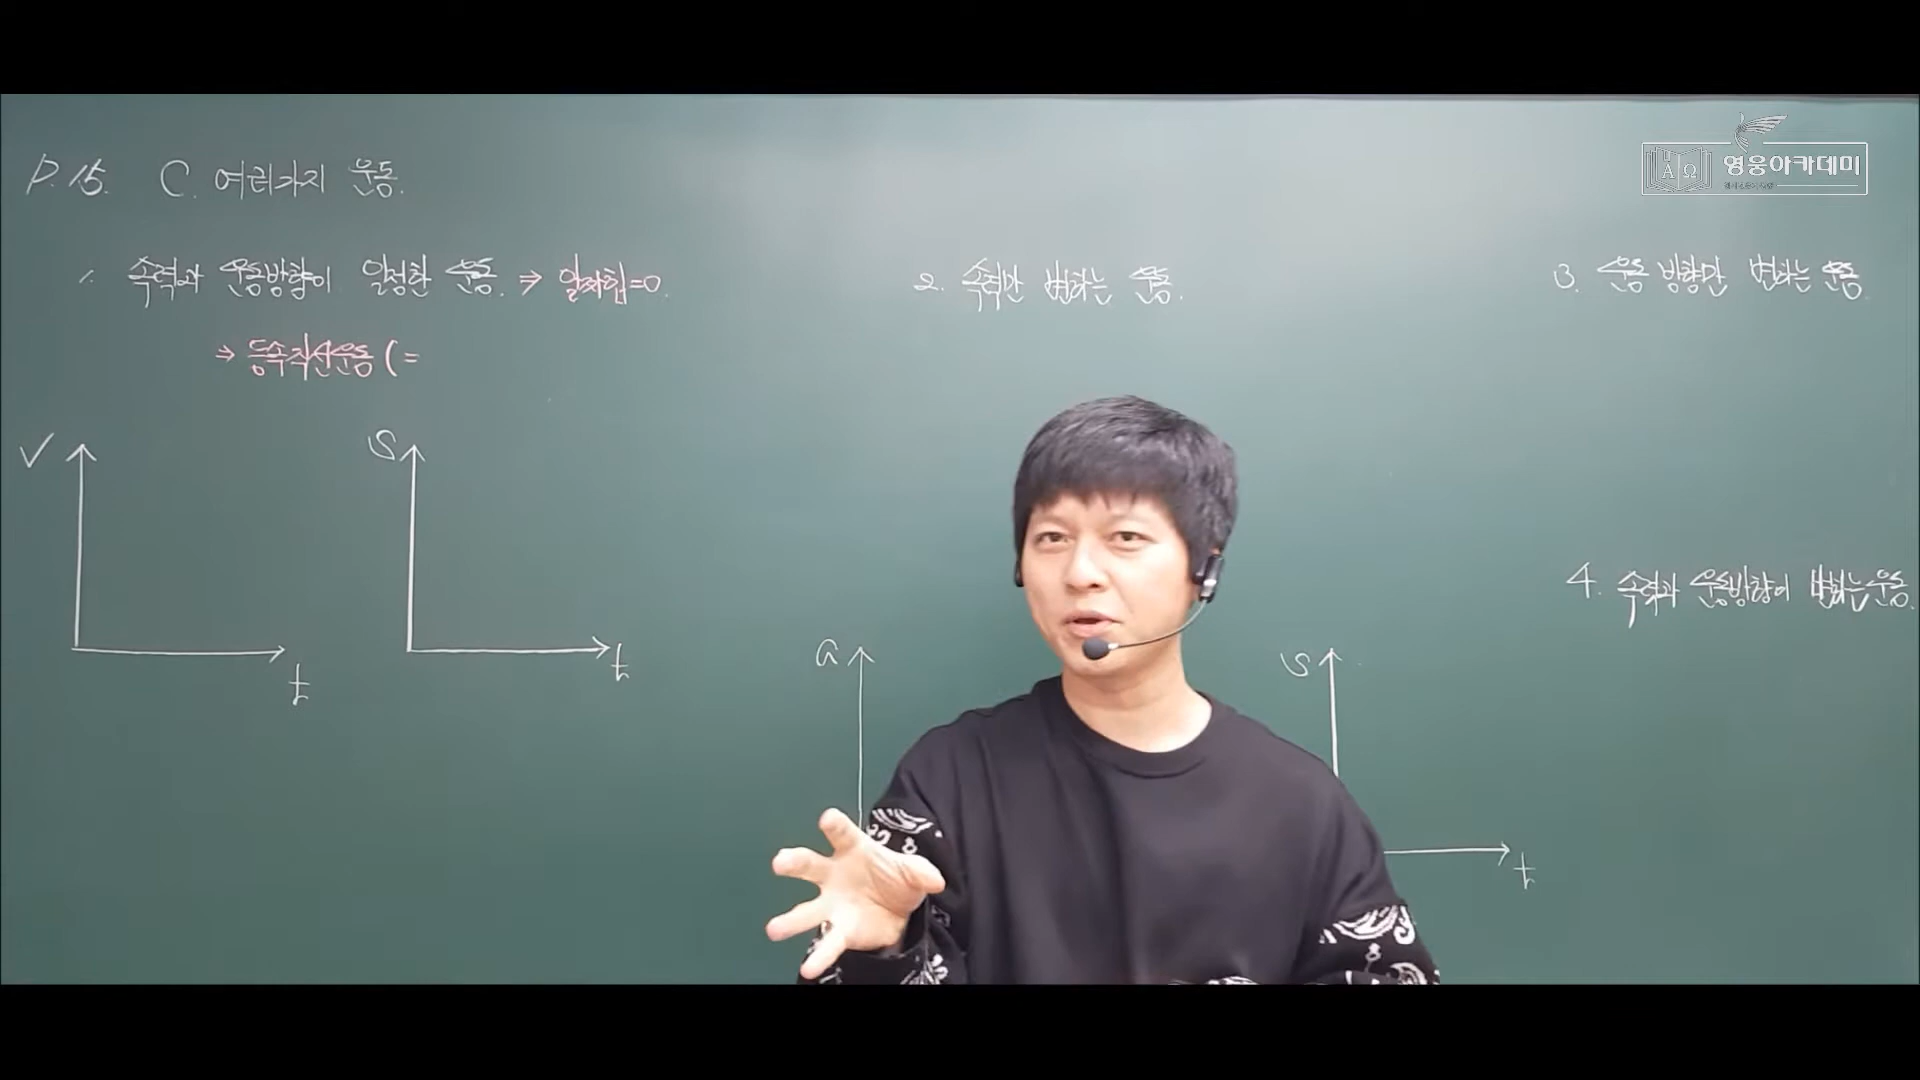 P.15. C. 여러가지 운동.
1. 속력과 운동방향이 일정한 운동. ⇒ 알짜힘=0.
⇒ 등속직선운동 (=
V
t
S
t
2. 속력만 변하는 운동.
a
S
t
3. 운동 방향만 변하는 운동.
4. 속력과 운동방향이 변하는 운동.
영웅아카데미
A Ω